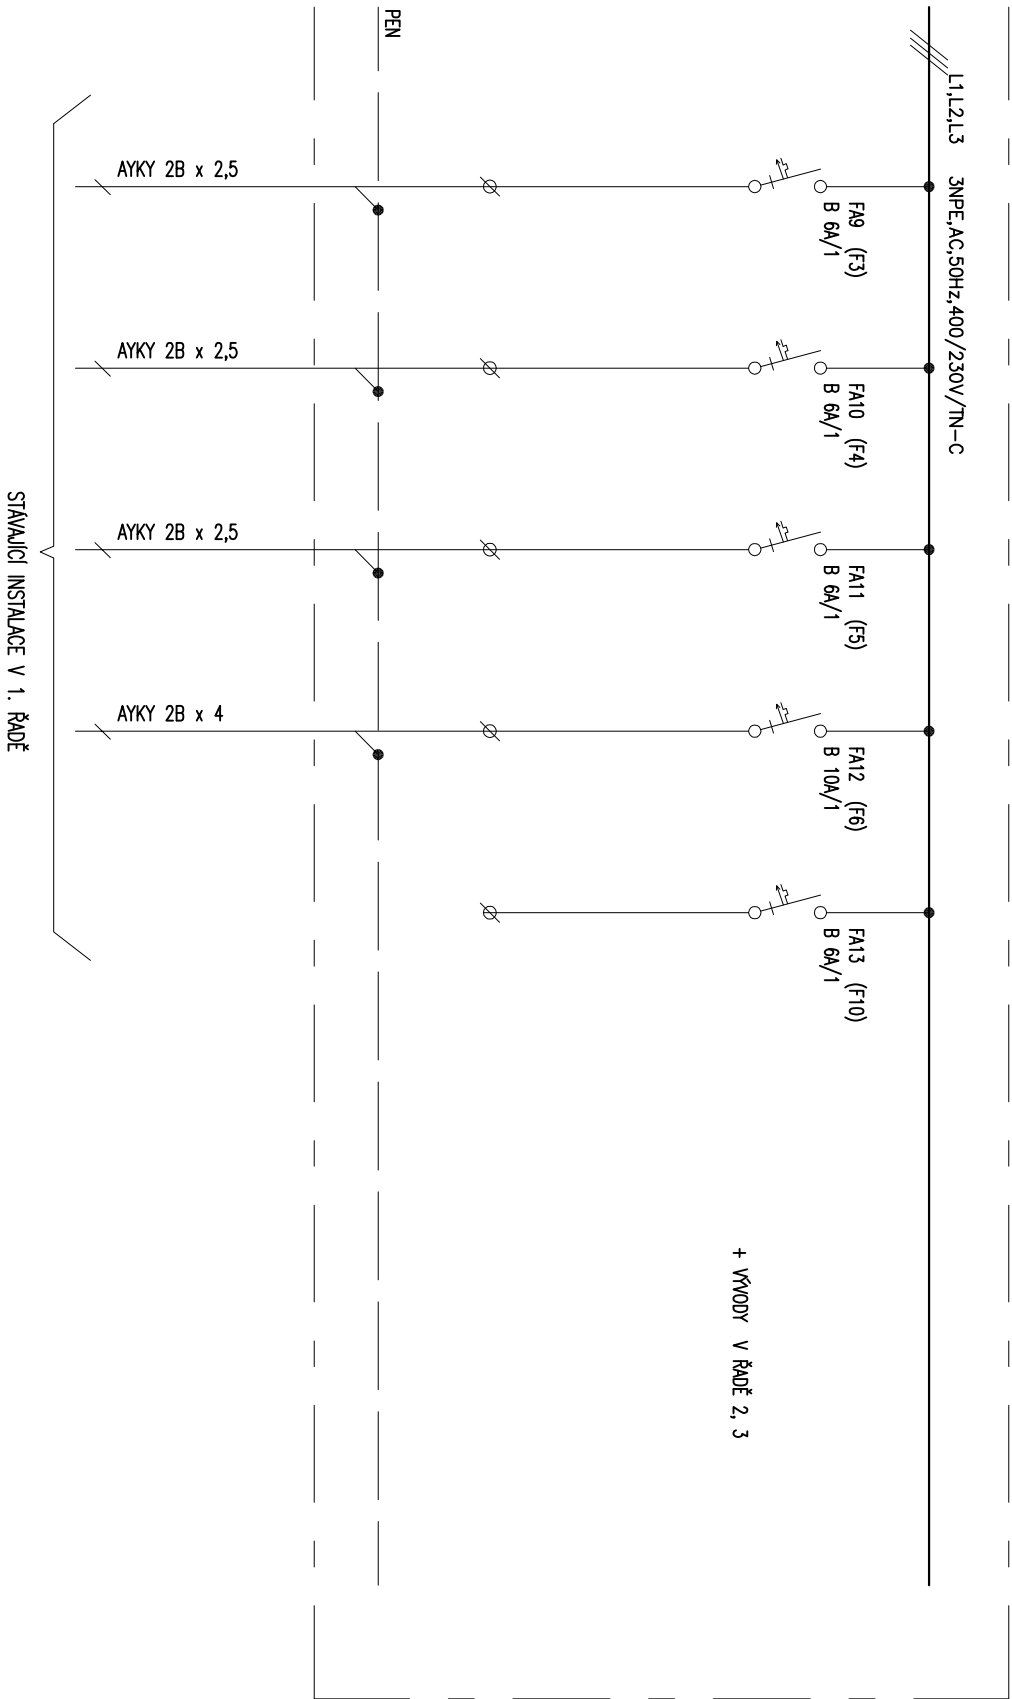 L1,L2,L3 3NPE,AC,50Hz,400/230V/TN-C
FA9 (F3)
B 6A/1
FA10 (F4)
B 6A/1
FA11 (F5)
B 6A/1
FA12 (F6)
B 10A/1
FA13 (F10)
B 6A/1
+ VÝVODY V ŘADĚ 2, 3
PEN
AYKY 2B x 2,5
AYKY 2B x 2,5
AYKY 2B x 2,5
AYKY 2B x 4
STÁVAJÍCÍ INSTALACE V 1. ŘADĚ